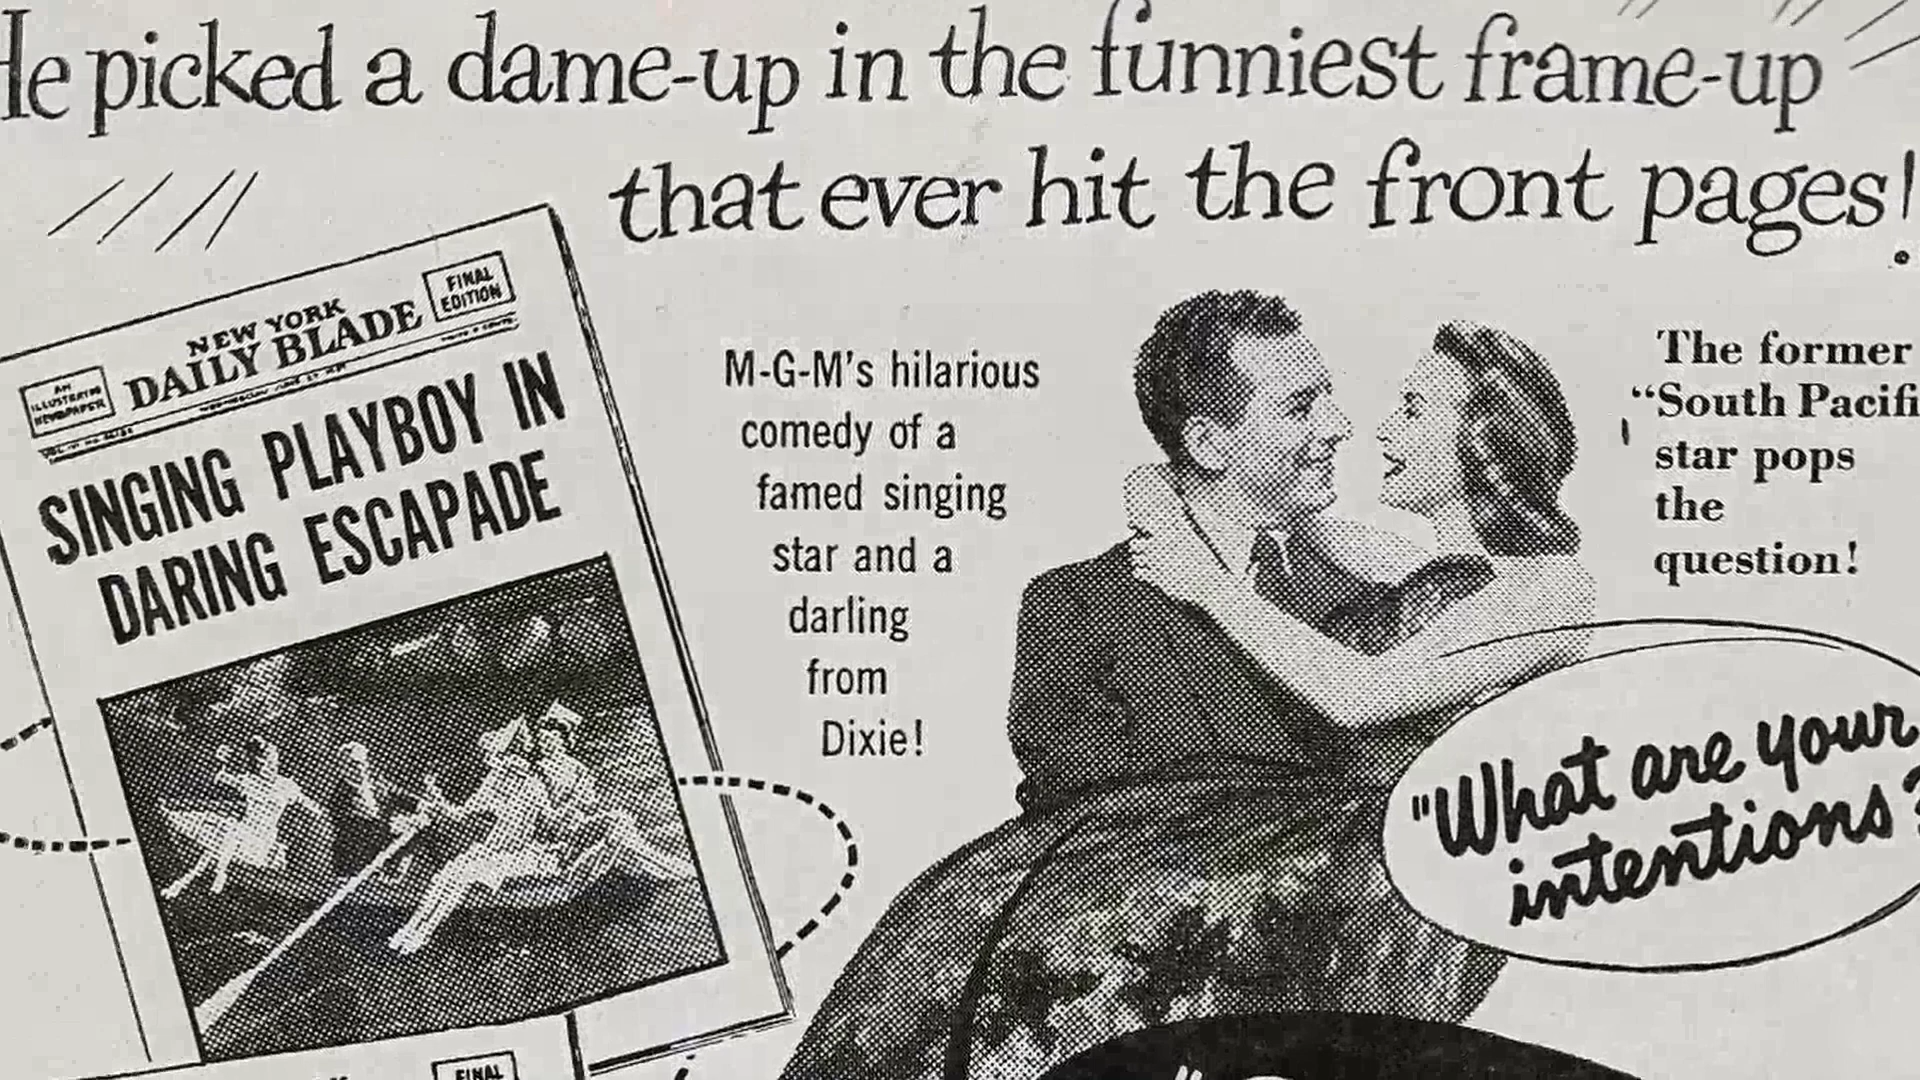 He picked a dame-up in the funniest frame-up
that ever hit the front pages!
NEW YORK
DAILY BLADE
FINAL
EDITION
AN
ILLUSTRATED
NEWSPAPER
SINGING PLAYBOY IN
DARING ESCAPADE
M-G-M's hilarious
comedy of a
famed singing
star and a
darling
from
Dixie!
The former
“South Pacifi
star pops
the
question!
"What are your
intentions?
FINAL